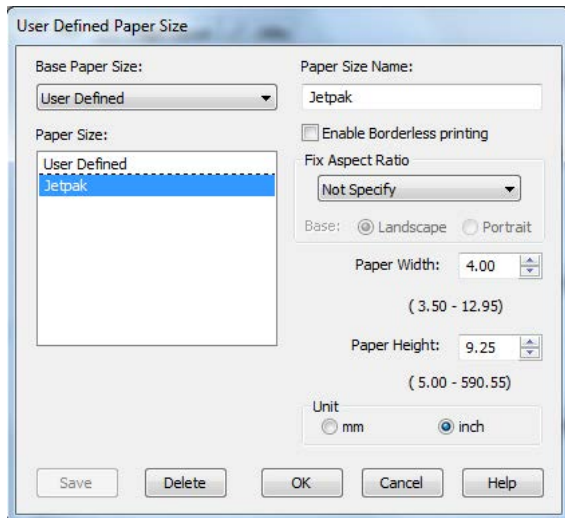 User Defined Paper Size
Base Paper Size:
User Defined
Paper Size:
User Defined
Jetpak
Paper Size Name:
Jetpak
Enable Borderless printing
Fix Aspect Ratio
Not Specify
Base: Landscape Portrait
Paper Width: 4.00
( 3.50 - 12.95)
Paper Height: 9.25
( 5.00 - 590.55)
Unit
mm inch
Save Delete OK Cancel Help